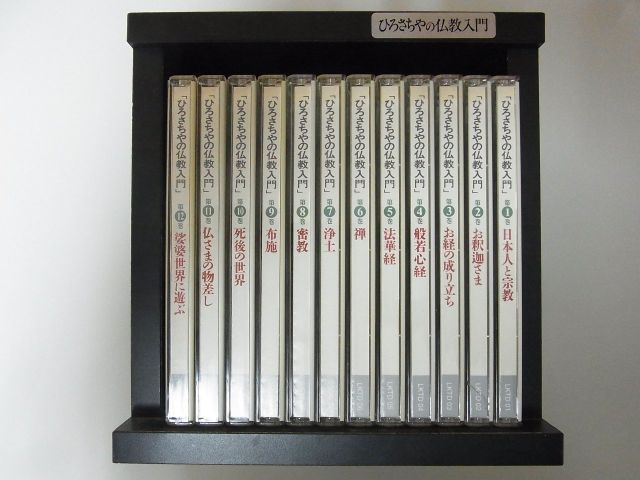 ひろさちやの仏教入門
「ひろさちやの仏教入門」 第1巻 日本人と宗教 LKTD 01
「ひろさちやの仏教入門」 第2巻 お釈迦さま LKTD 02
「ひろさちやの仏教入門」 第3巻 お経の成り立ち LKTD 03
「ひろさちやの仏教入門」 第4巻 般若心経 LKTD 04
「ひろさちやの仏教入門」 第5巻 法華経 LKTD
「ひろさちやの仏教入門」 第6巻 禅 LKTD
「ひろさちやの仏教入門」 第7巻 浄土
「ひろさちやの仏教入門」 第8巻 密教
「ひろさちやの仏教入門」 第9巻 布施
「ひろさちやの仏教入門」 第10巻 死後の世界
「ひろさちやの仏教入門」 第11巻 仏さまの物差し
「ひろさちやの仏教入門」 第12巻 娑婆世界に遊ぶ